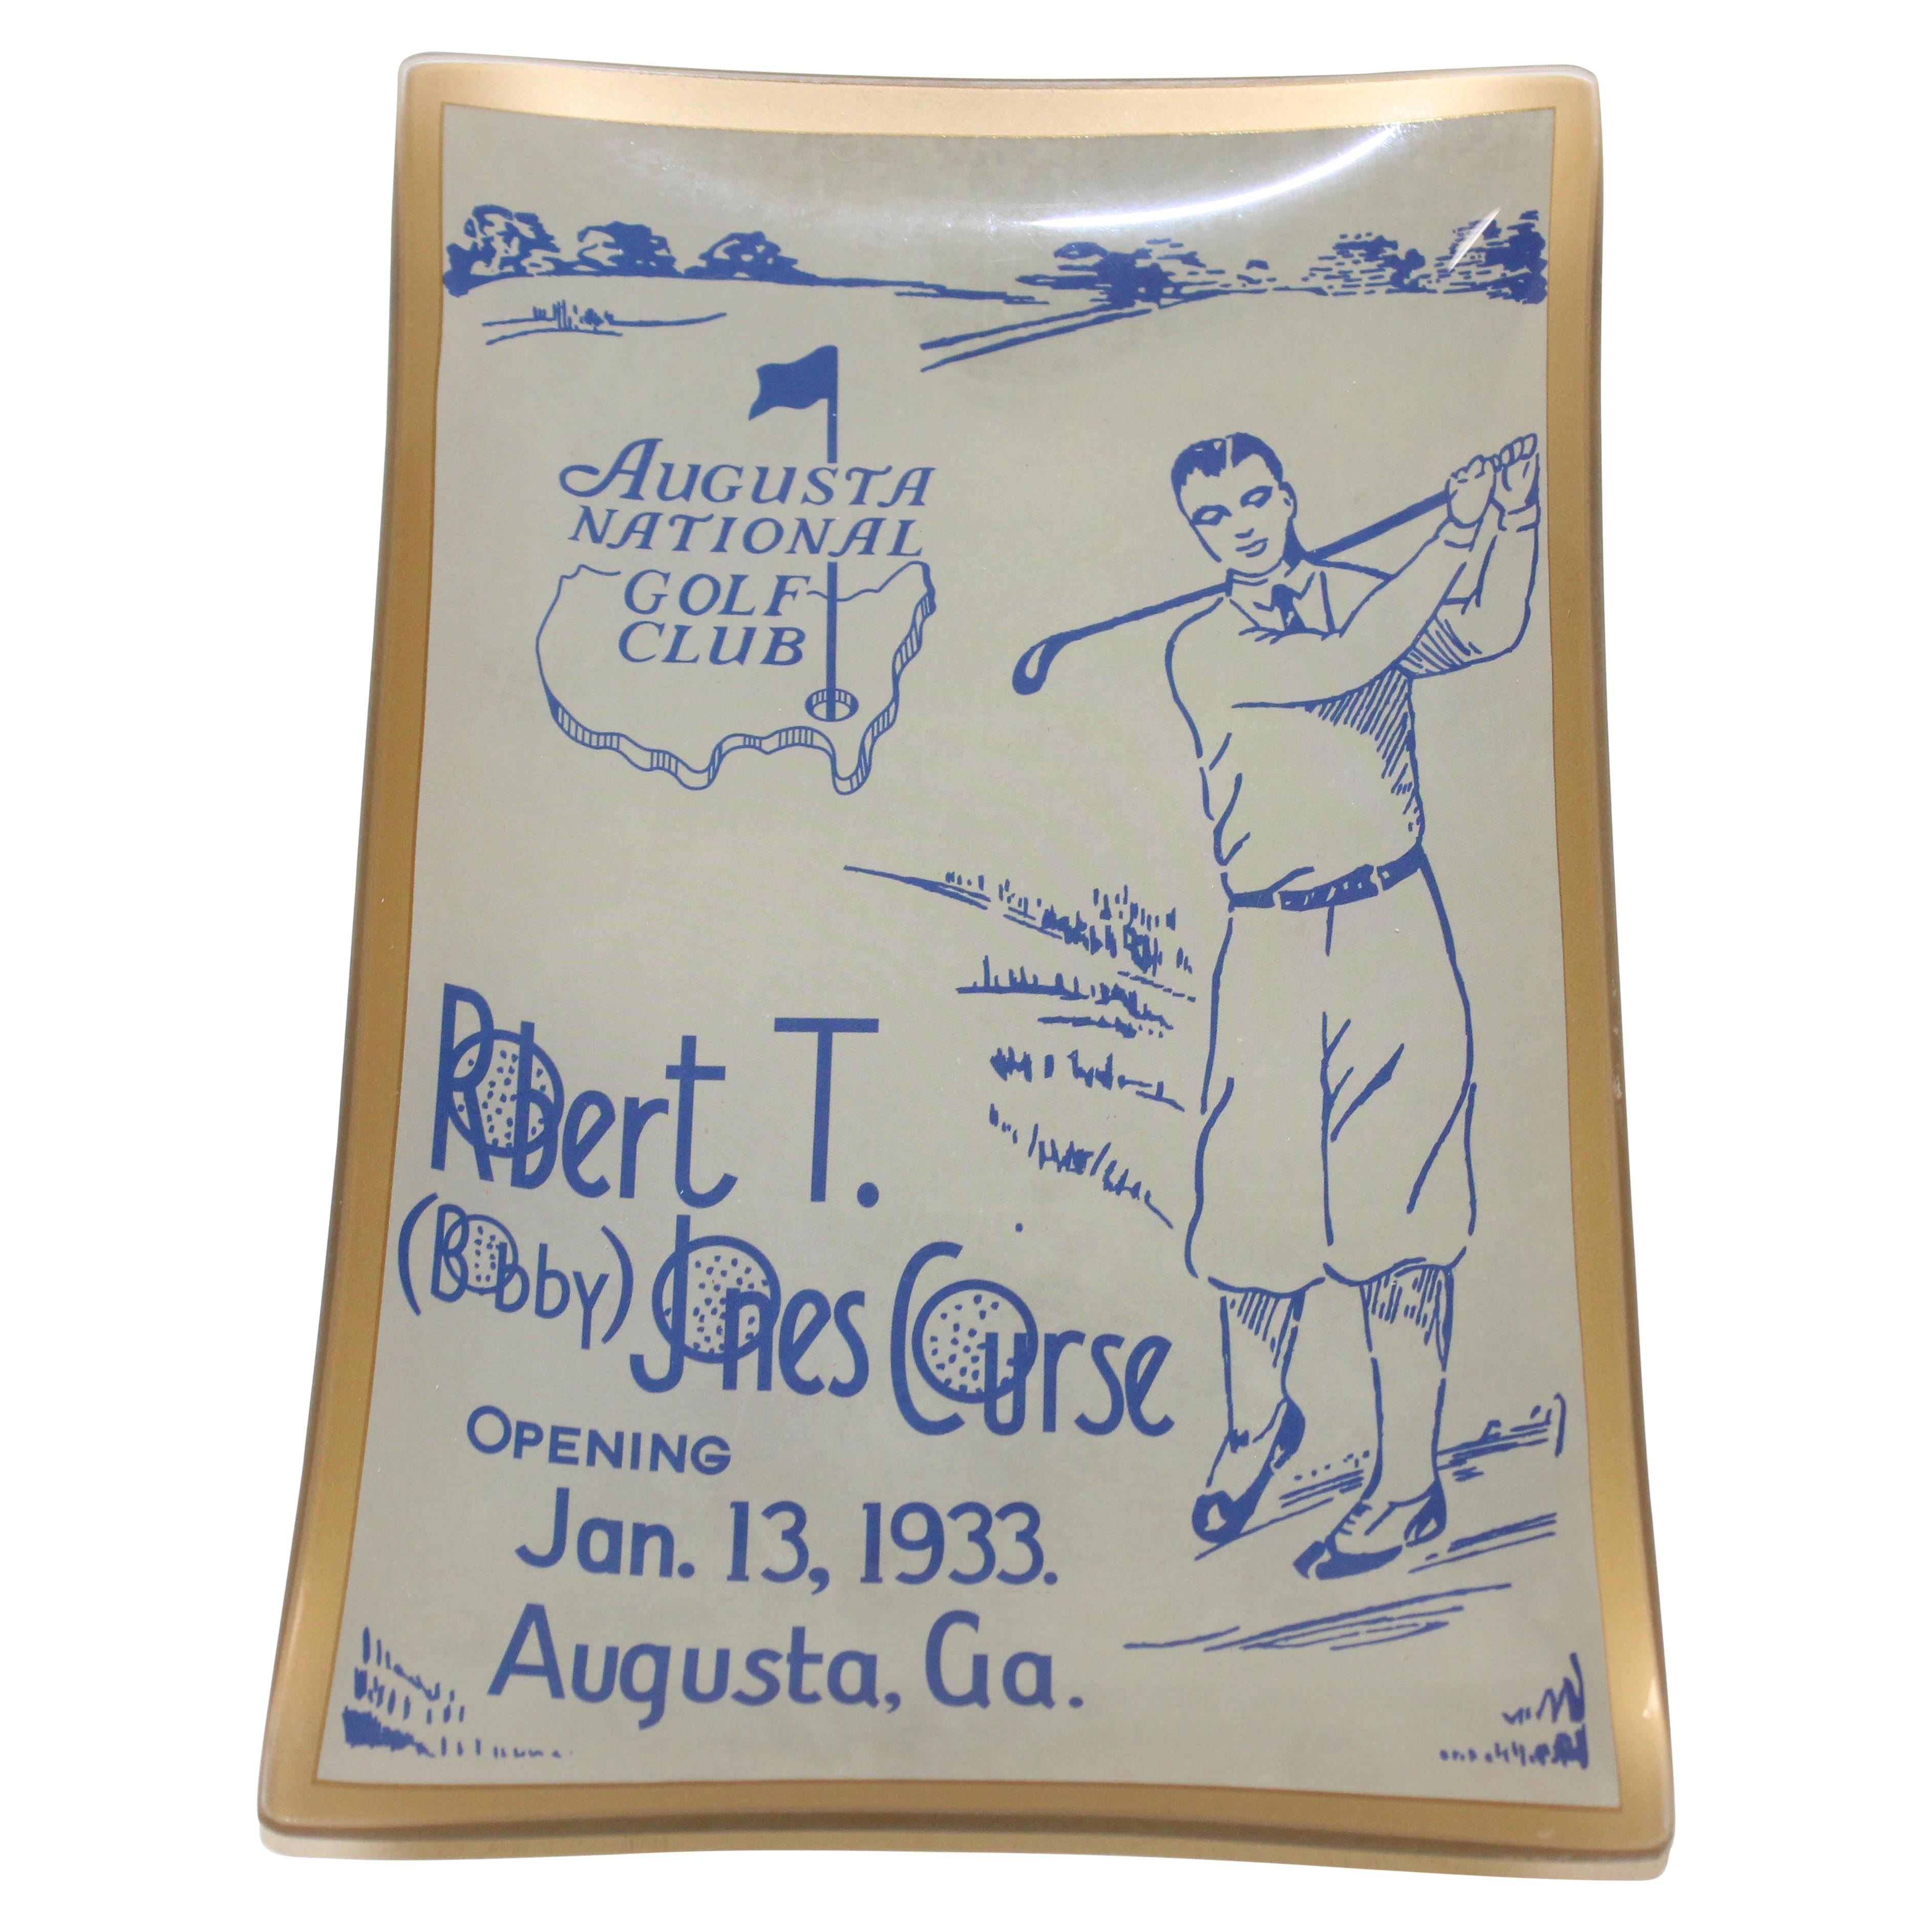 AUGUSTA
NATIONAL
GOLF
CLUB
Robert T.
(Bobby) Jones Course
OPENING
Jan. 13, 1933.
Augusta, Ga.